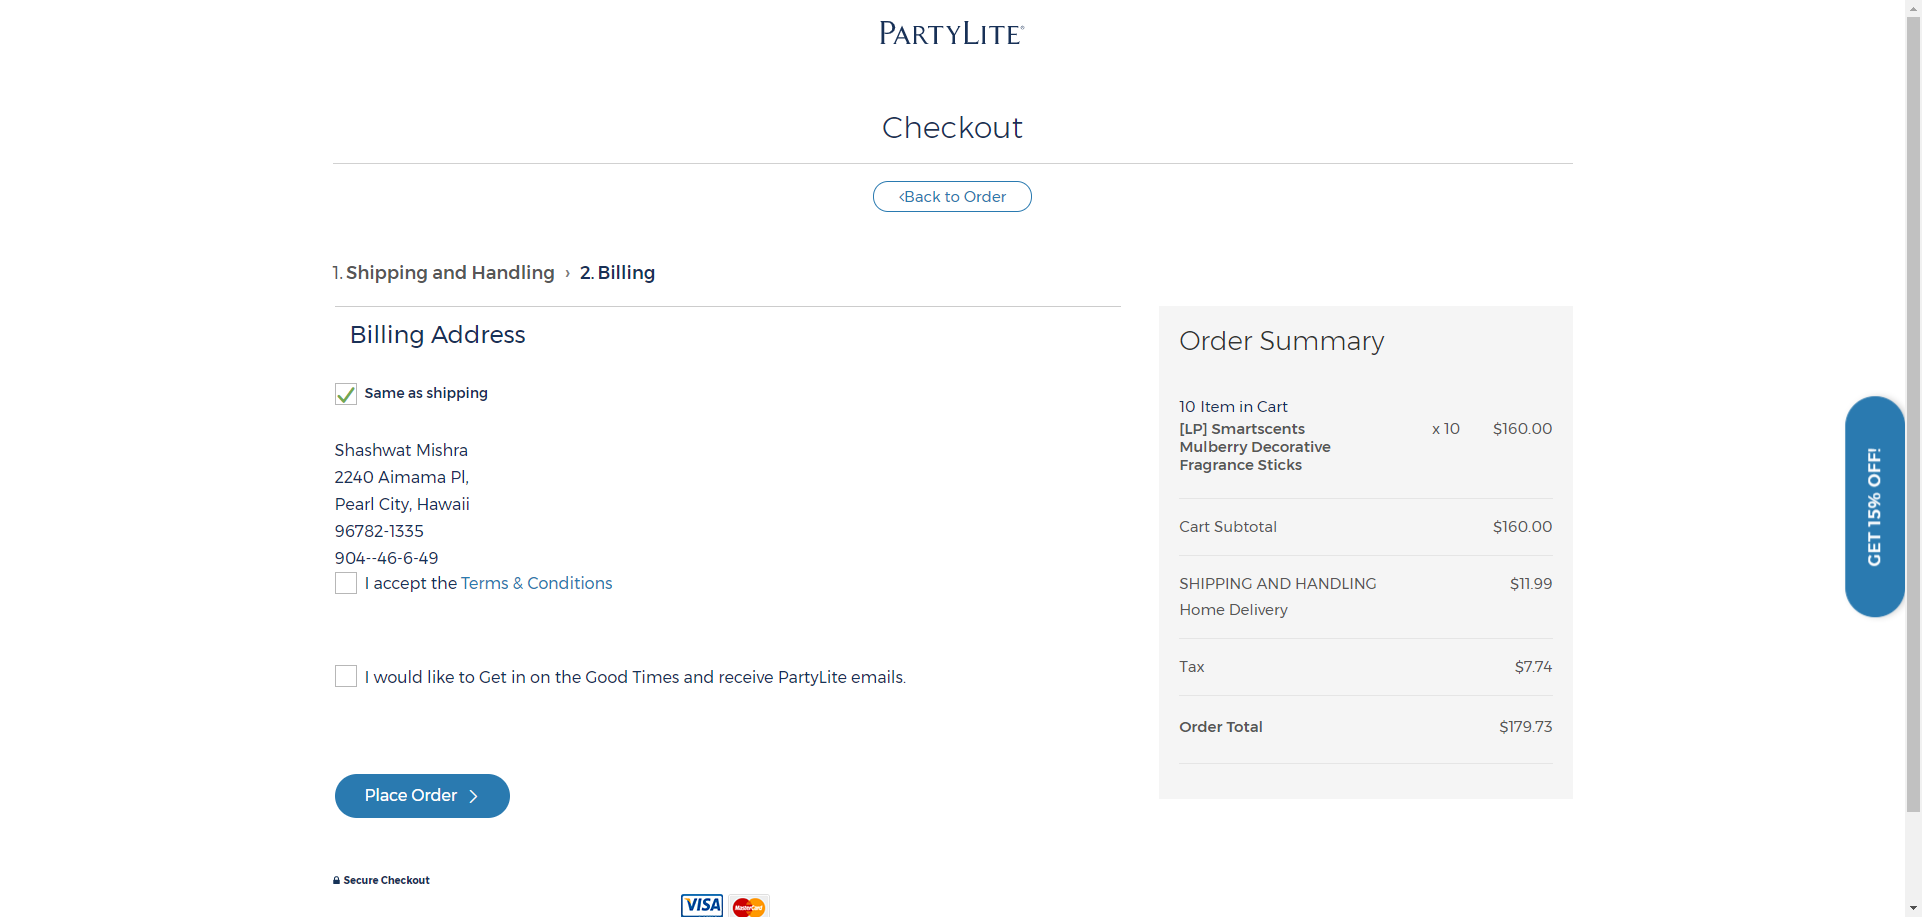 PARTYLITE®
Checkout
‹Back to Order
1. Shipping and Handling › 2. Billing
Billing Address
Same as shipping
Shashwat Mishra
2240 Aimama Pl,
Pearl City, Hawaii
96782-1335
904--46-6-49
I accept the Terms & Conditions
I would like to Get in on the Good Times and receive PartyLite emails.
Place Order
Secure Checkout
VISA
MasterCard
Order Summary
10 Item in Cart
[LP] Smartscents x 10 $160.00
Mulberry Decorative
Fragrance Sticks
Cart Subtotal $160.00
SHIPPING AND HANDLING $11.99
Home Delivery
Tax $7.74
Order Total $179.73
GET 15% OFF!